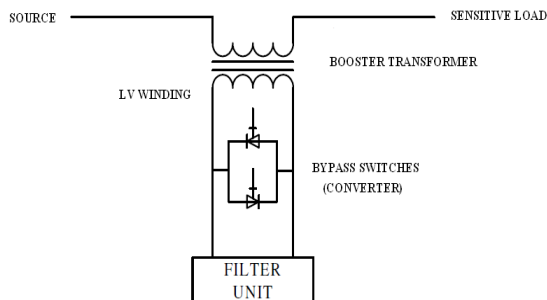 SOURCE
SENSITIVE LOAD
BOOSTER TRANSFORMER
LV WINDING
BYPASS SWITCHES
(CONVERTER)
FILTER
UNIT